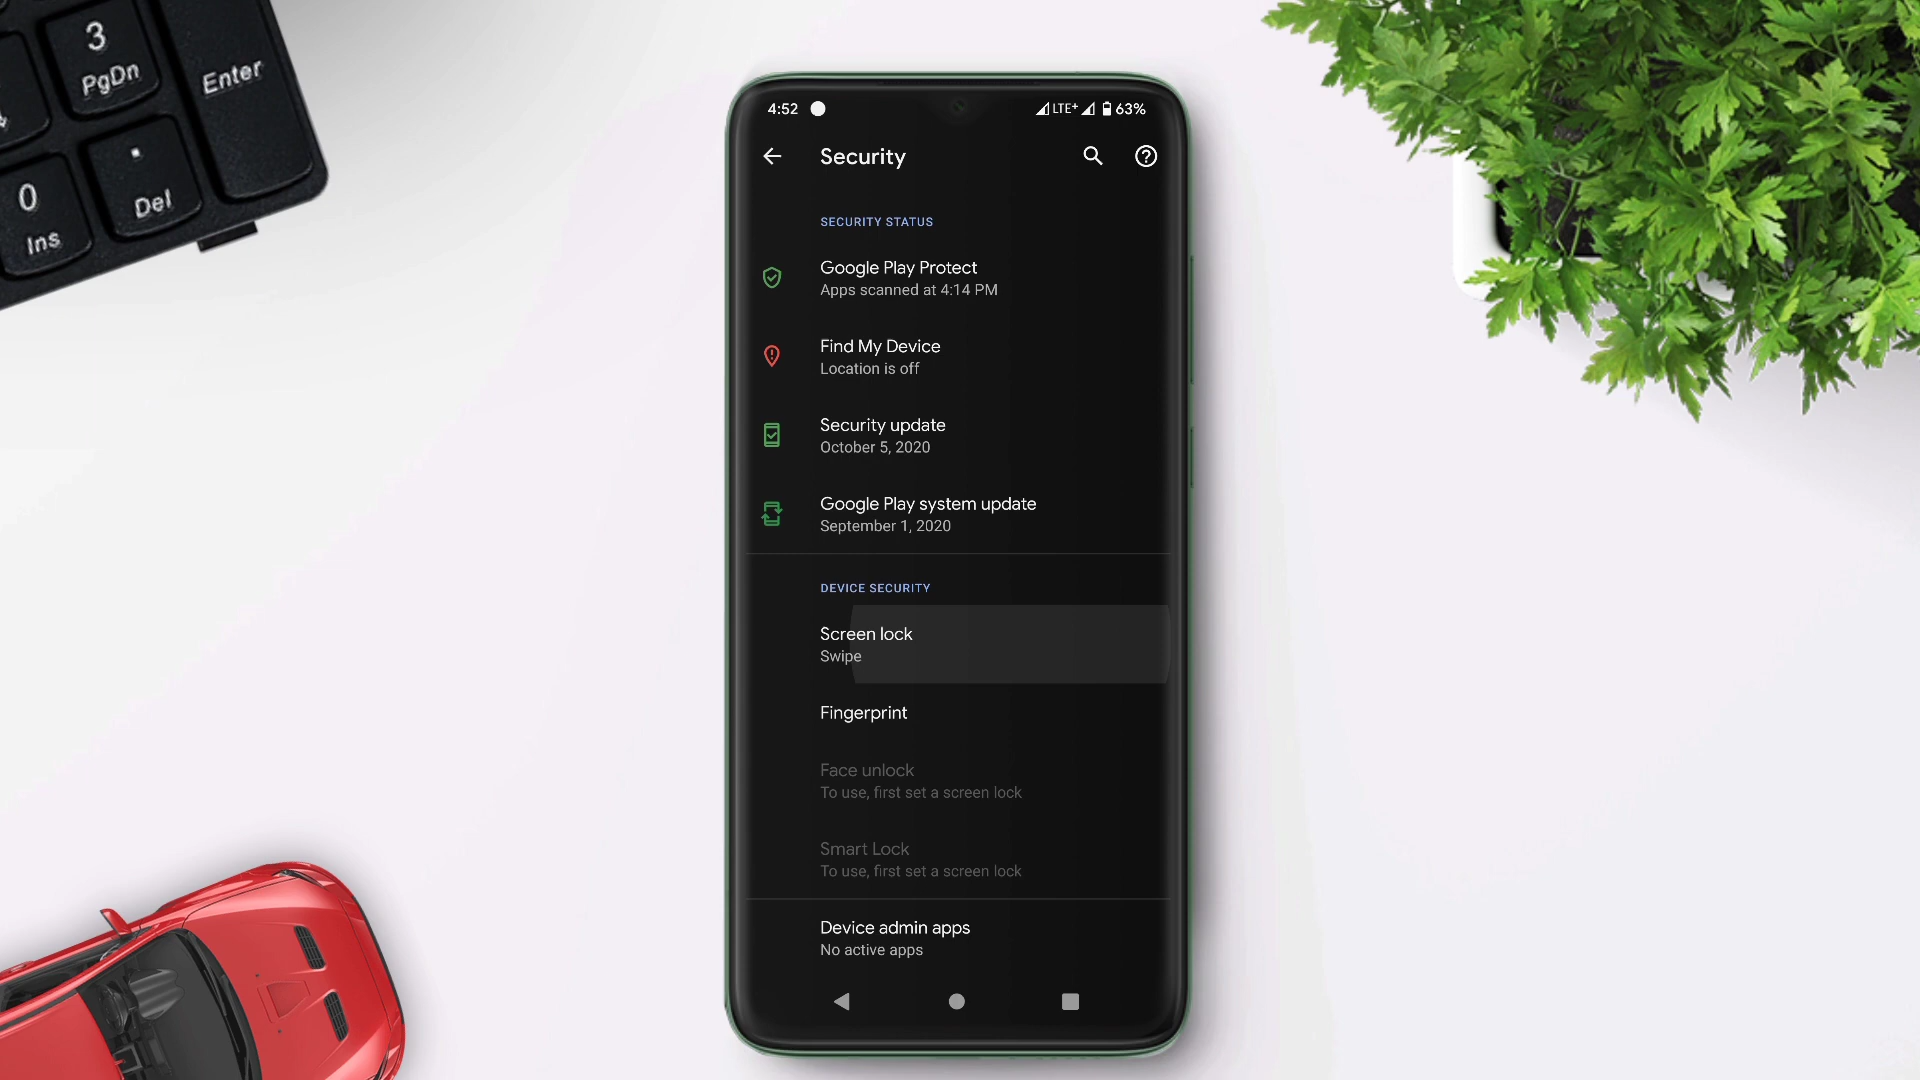 3
PgDn
Enter
0
Ins
.
Del
4:52
LTE+
63%
Security
SECURITY STATUS
Google Play Protect
Apps scanned at 4:14 PM
Find My Device
Location is off
Security update
October 5, 2020
Google Play system update
September 1, 2020
DEVICE SECURITY
Screen lock
Swipe
Fingerprint
Face unlock
To use, first set a screen lock
Smart Lock
To use, first set a screen lock
Device admin apps
No active apps